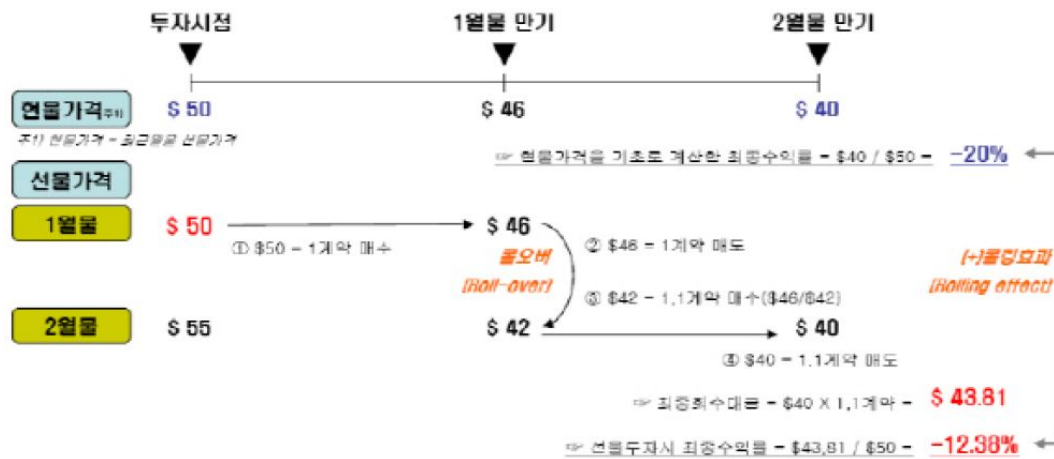 투자시점 1월물 만기 2월물 만기
현물가격주1) $ 50 $ 46 $ 40
주1) 현물가격 = 최근월물 선물가격
☞ 현물가격을 기초로 계산한 최종수익률 = $40 / $50 = -20%
선물가격
1월물 $ 50 $ 46
① $50 = 1계약 매수
② $46 = 1계약 매도
롤오버
[Roll-over]
[+]롤링효과
[Rolling effect]
③ $42 = 1,1계약 매수($46/$42)
2월물 $ 55 $ 42 $ 40
④ $40 = 1.1계약 매도
☞ 최종회수대금 = $40 X 1,1계약 = $ 43.81
☞ 선물투자시 최종수익률 = $43,81 / $50 = -12.38%